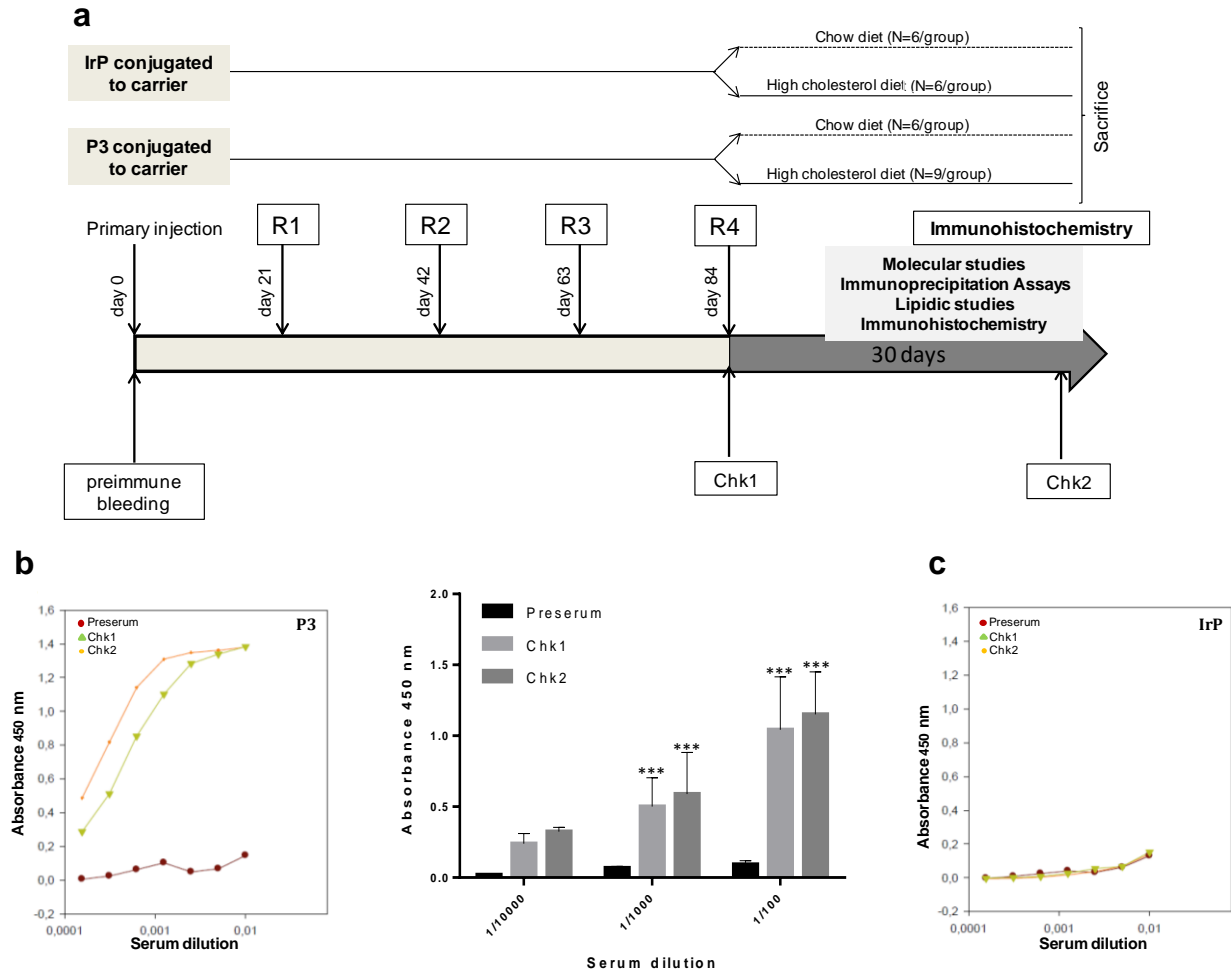 a
IrP conjugated
to carrier
Chow diet (N=6/group)
High cholesterol diet (N=6/group)
P3 conjugated
to carrier
Chow diet (N=6/group)
High cholesterol diet (N=9/group)
Sacrifice
Primary injection
R1
R2
R3
R4
Immunohistochemistry
day 0
day 21
day 42
day 63
day 84
Molecular studies
Immunoprecipitation Assays
Lipidic studies
Immunohistochemistry
30 days
preimmune
bleeding
Chk1
Chk2
b
P3
Preserum
Chk1
Chk2
Absorbance 450 nm
1,6
1,4
1,2
1,0
0,8
0,6
0,4
0,2
0,0
-0,2
0,0001
0,001
0,01
Serum dilution
Absorbance 450 nm
2.0
1.5
1.0
0.5
0.0
Preserum
Chk1
Chk2
***
***
***
***
1/10000
1/1000
1/100
Serum dilution
c
IrP
Preserum
Chk1
Chk2
Absorbance 450 nm
1,6
1,4
1,2
1,0
0,8
0,6
0,4
0,2
0,0
-0,2
0,0001
0,001
0,01
Serum dilution